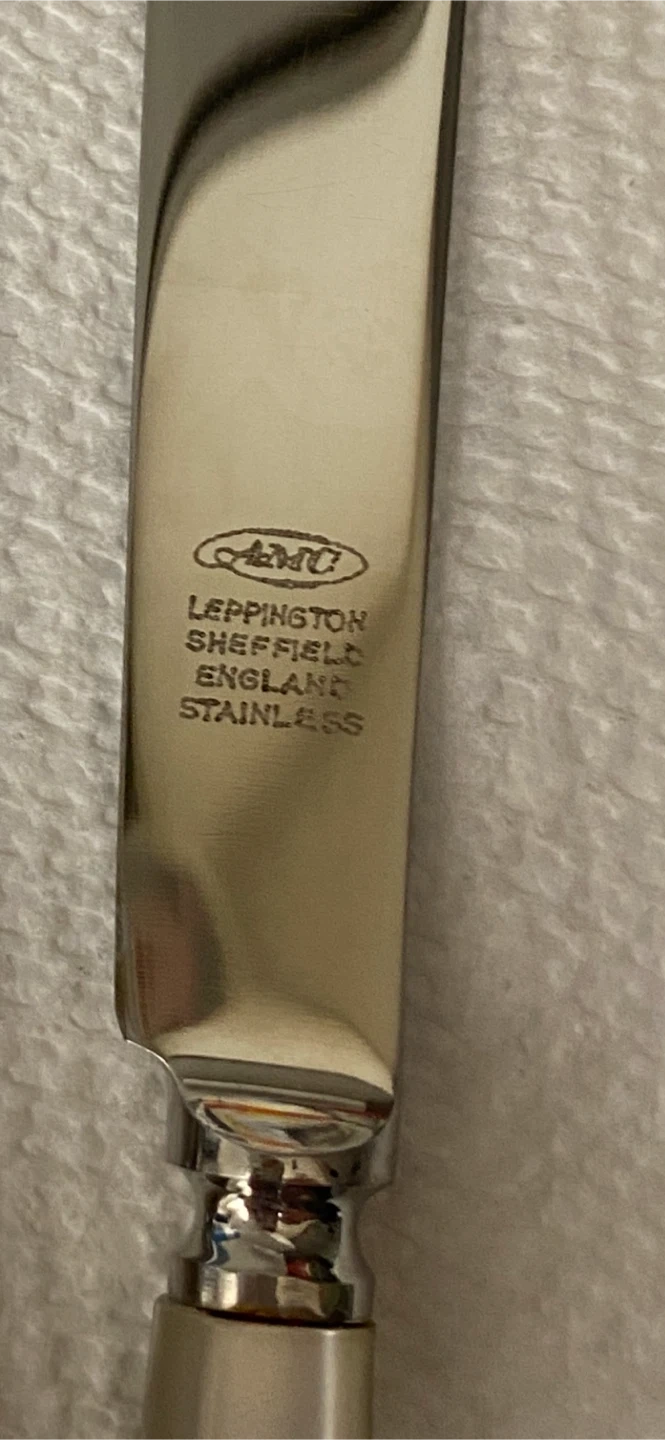 AMC
LEPPINGTON
SHEFFIELD
ENGLAND
STAINLESS